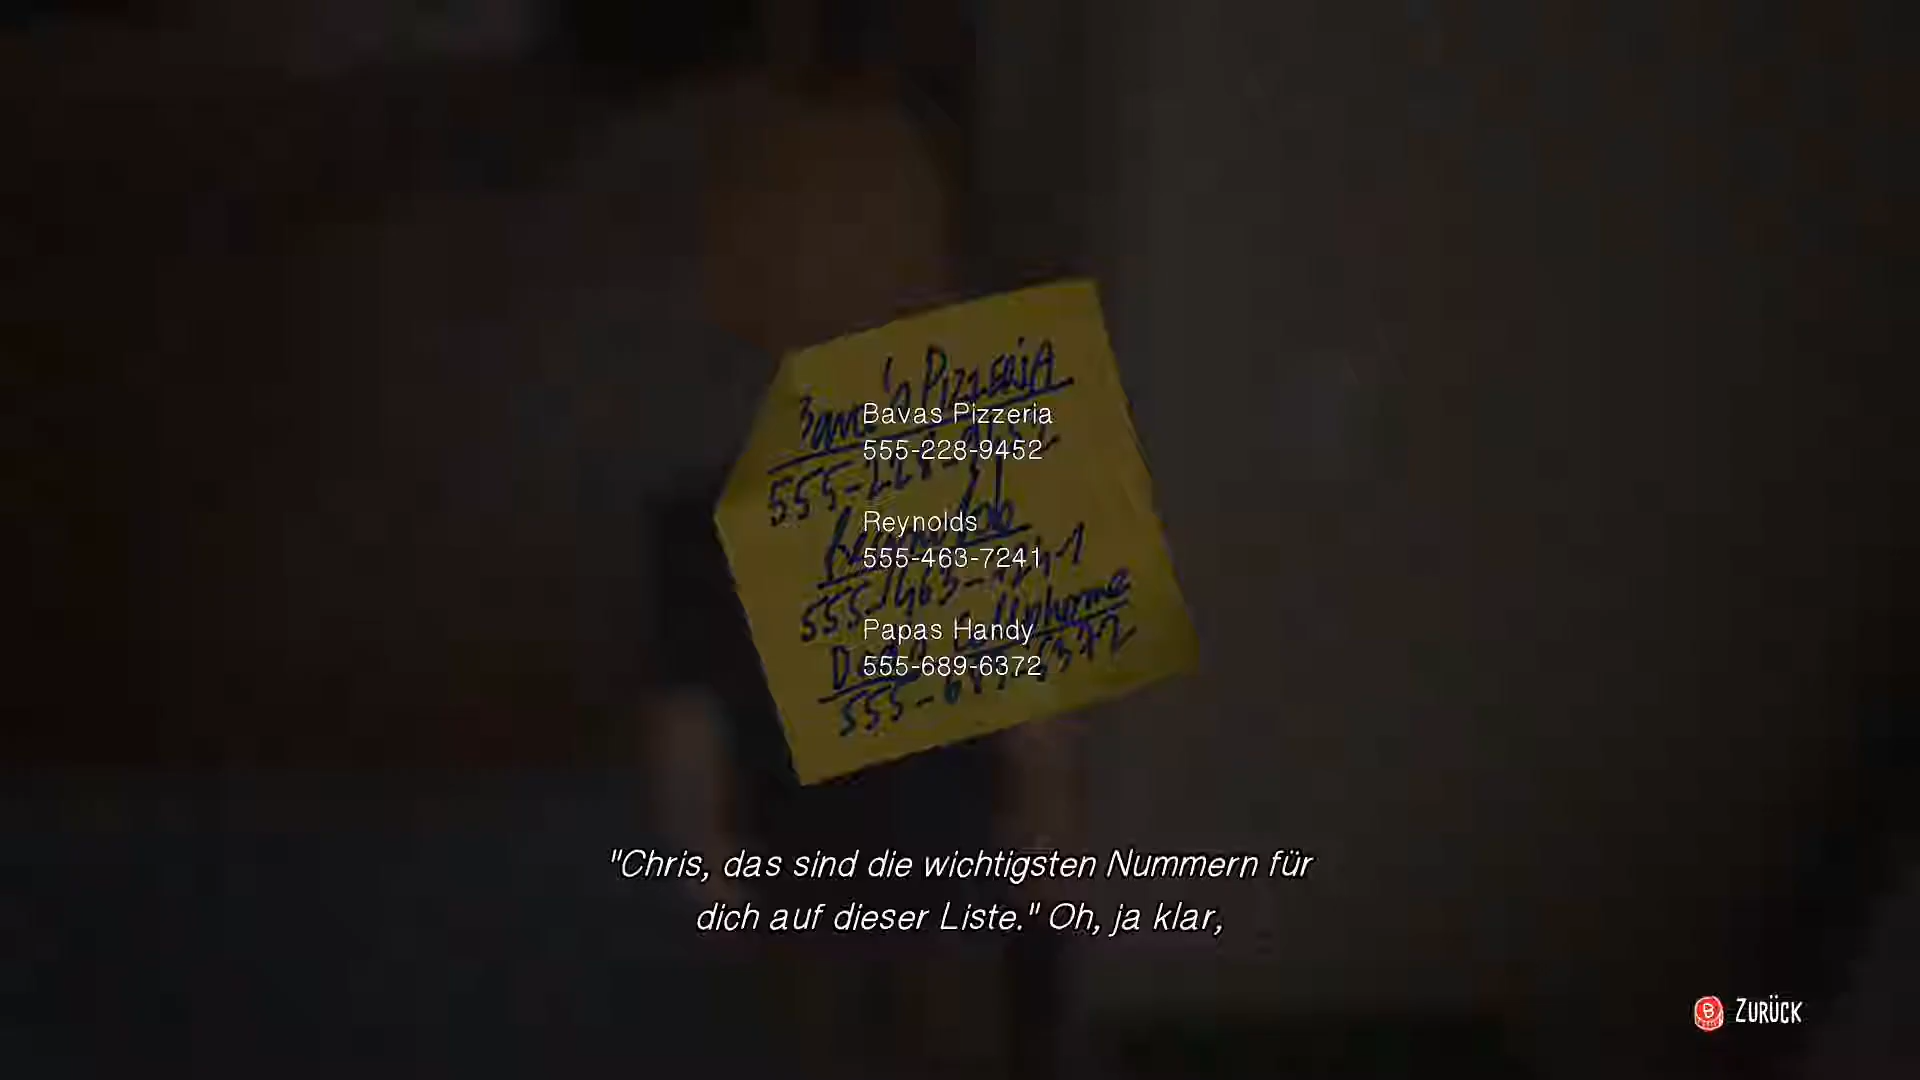 Bavas Pizzeria
555-228-9452
Reynolds
555-463-7241
Papas Handy
555-689-6372
"Chris, das sind die wichtigsten Nummern für
dich auf dieser Liste." Oh, ja klar,
B ZURÜCK